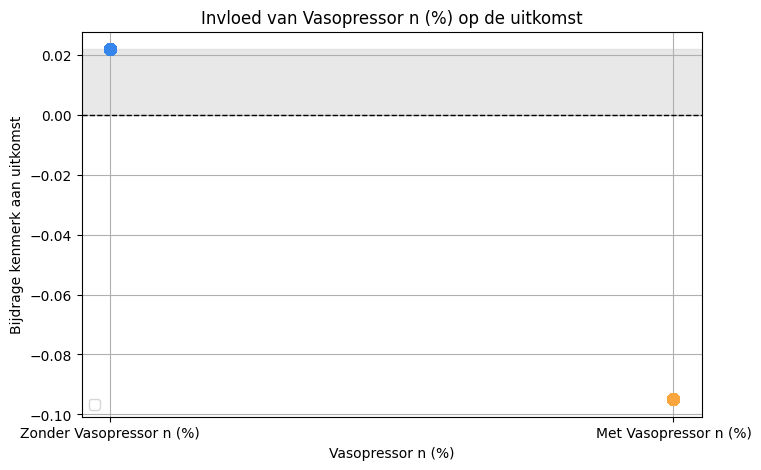 Invloed van Vasopressor n (%) op de uitkomst
Bijdrage kenmerk aan uitkomst
0.02
0.00
−0.02
−0.04
−0.06
−0.08
−0.10
Zonder Vasopressor n (%)
Met Vasopressor n (%)
Vasopressor n (%)